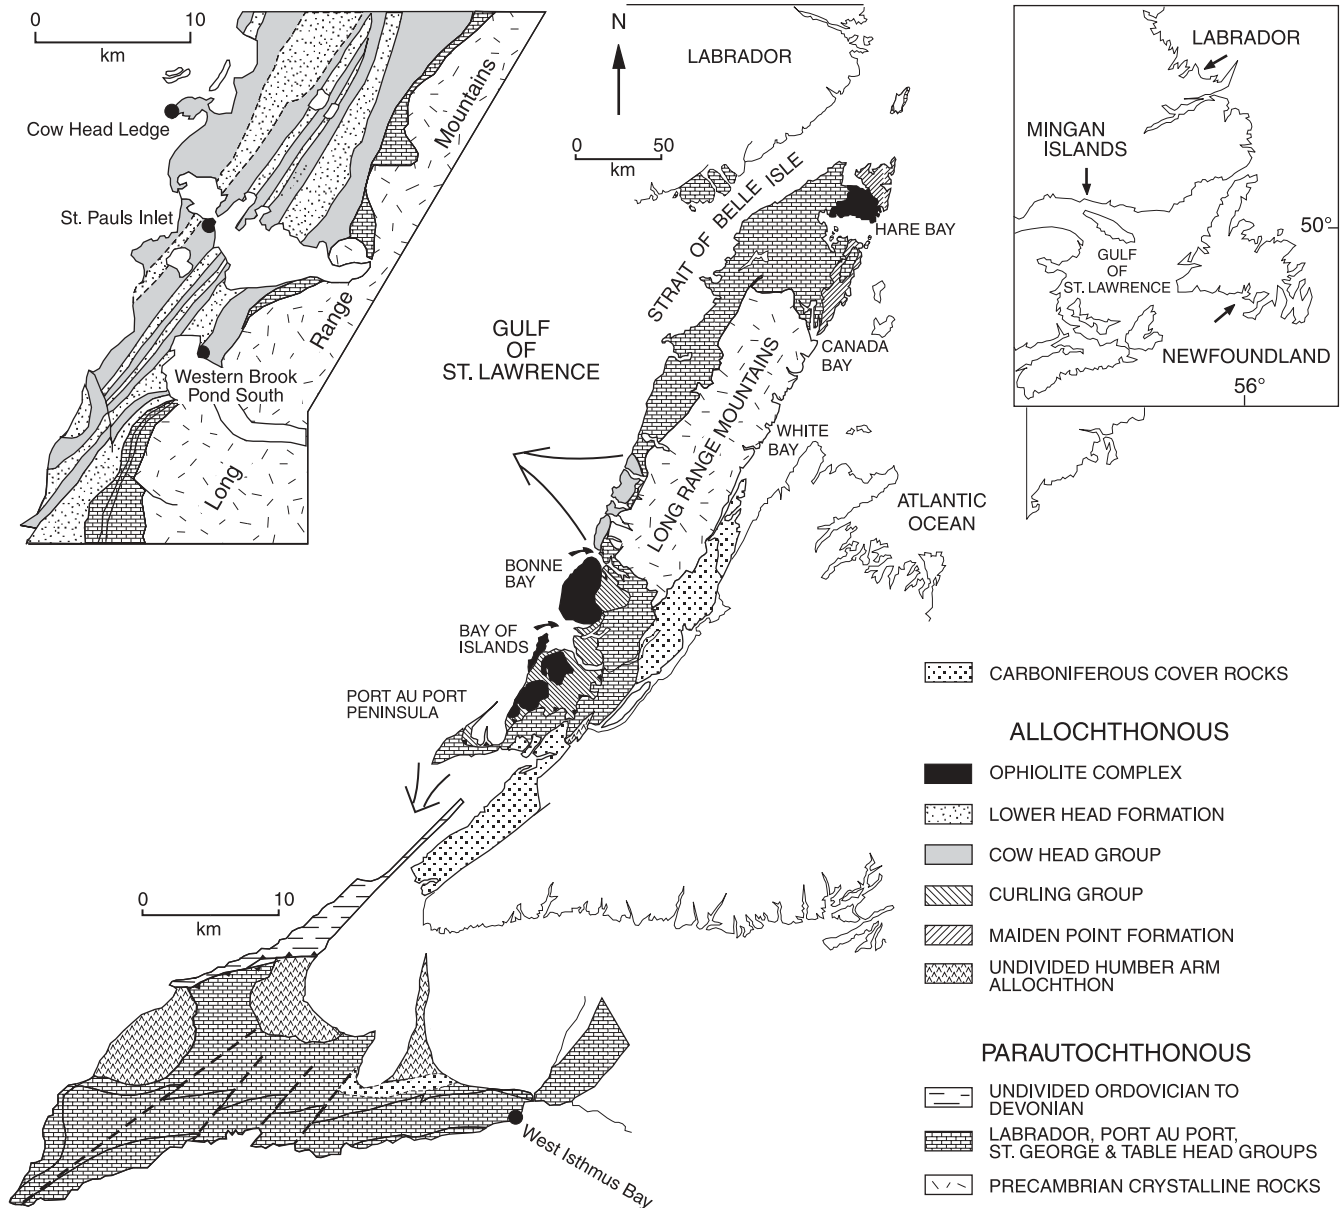 0 10
km
Cow Head Ledge
St. Pauls Inlet
Western Brook
Pond South
Long
Range
Mountains
N
0 50
km
LABRADOR
STRAIT OF BELLE ISLE
HARE BAY
GULF
OF
ST. LAWRENCE
CANADA
BAY
LONG RANGE MOUNTAINS
WHITE
BAY
ATLANTIC
OCEAN
BONNE
BAY
BAY OF
ISLANDS
PORT AU PORT
PENINSULA
LABRADOR
MINGAN
ISLANDS
50°
GULF
OF
ST. LAWRENCE
NEWFOUNDLAND
56°
0 10
km
West Isthmus Bay
CARBONIFEROUS COVER ROCKS
ALLOCHTHONOUS
OPHIOLITE COMPLEX
LOWER HEAD FORMATION
COW HEAD GROUP
CURLING GROUP
MAIDEN POINT FORMATION
UNDIVIDED HUMBER ARM
ALLOCHTHON
PARAUTOCHTHONOUS
UNDIVIDED ORDOVICIAN TO
DEVONIAN
LABRADOR, PORT AU PORT,
ST. GEORGE & TABLE HEAD GROUPS
PRECAMBRIAN CRYSTALLINE ROCKS